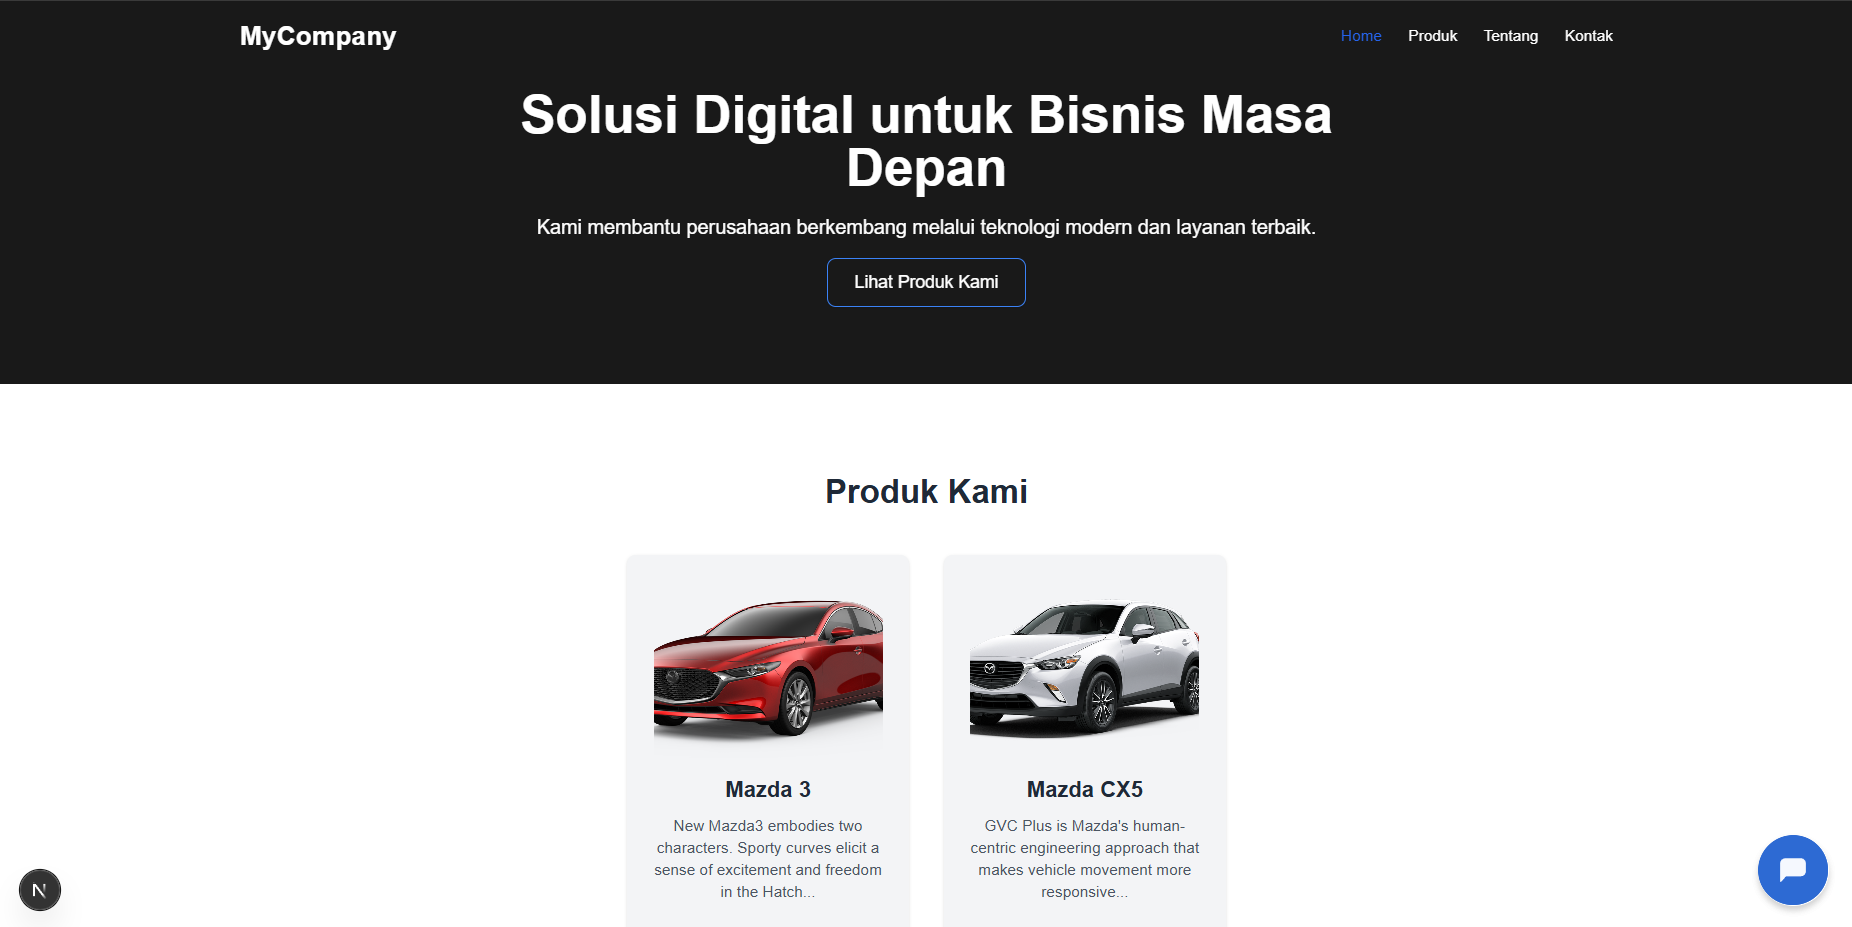 MyCompany
Home Produk Tentang Kontak
Solusi Digital untuk Bisnis Masa
Depan
Kami membantu perusahaan berkembang melalui teknologi modern dan layanan terbaik.
Lihat Produk Kami
Produk Kami
Mazda 3
New Mazda3 embodies two
characters. Sporty curves elicit a
sense of excitement and freedom
in the Hatch...
Mazda CX5
GVC Plus is Mazda's human-
centric engineering approach that
makes vehicle movement more
responsive...
N